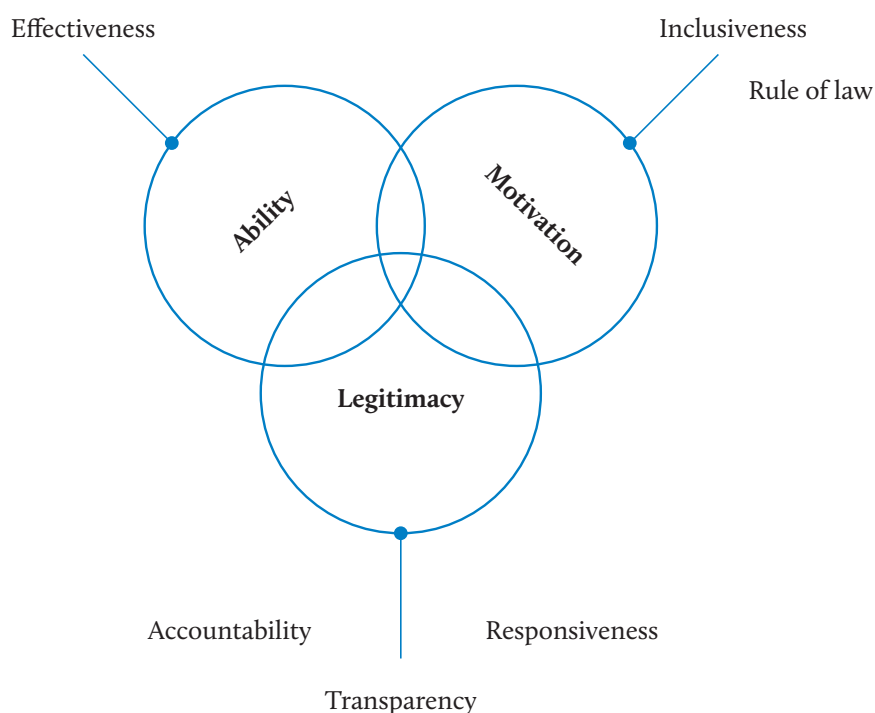 Effectiveness
Inclusiveness
Rule of law
Ability
Motivation
Legitimacy
Accountability
Responsiveness
Transparency